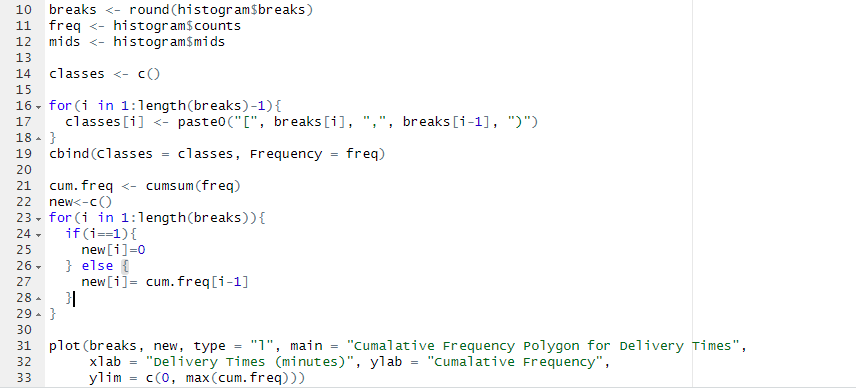 10 breaks <- round(histogram$breaks)
11 freq <- histogram$counts
12 mids <- histogram$mids
13
14 classes <- c()
15
16 for(i in 1:length(breaks)-1){
17   classes[i] <- paste0("[", breaks[i], ",", breaks[i-1], ")")
18 }
19 cbind(Classes = classes, Frequency = freq)
20
21 cum.freq <- cumsum(freq)
22 new<-c()
23 for(i in 1:length(breaks)){
24   if(i==1){
25     new[i]=0
26   } else {
27     new[i]= cum.freq[i-1]
28   }
29 }
30
31 plot(breaks, new, type = "l", main = "Cumalative Frequency Polygon for Delivery Times",
32      xlab = "Delivery Times (minutes)", ylab = "Cumalative Frequency",
33      ylim = c(0, max(cum.freq)))